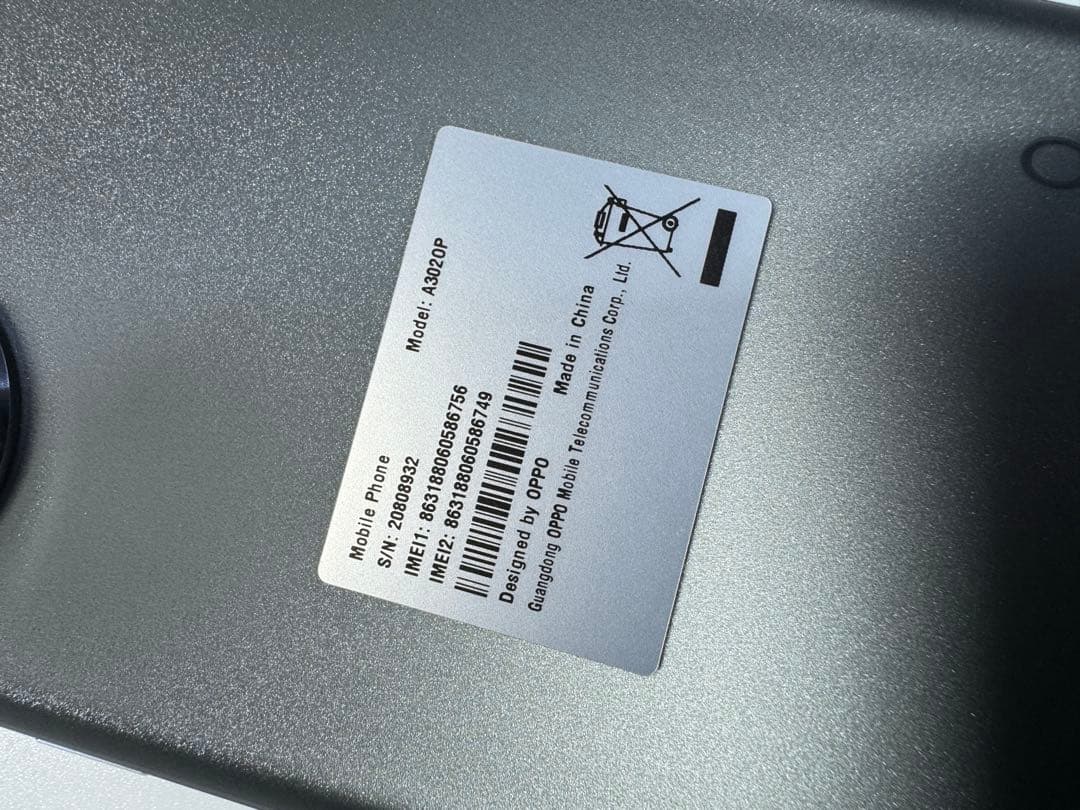 Mobile Phone Model: A302OP
S/N: 20808932
IMEI1: 863188060586756
IMEI2: 863188060586749
Designed by OPPO Made in China
Guangdong OPPO Mobile Telecommunications Corp., Ltd.